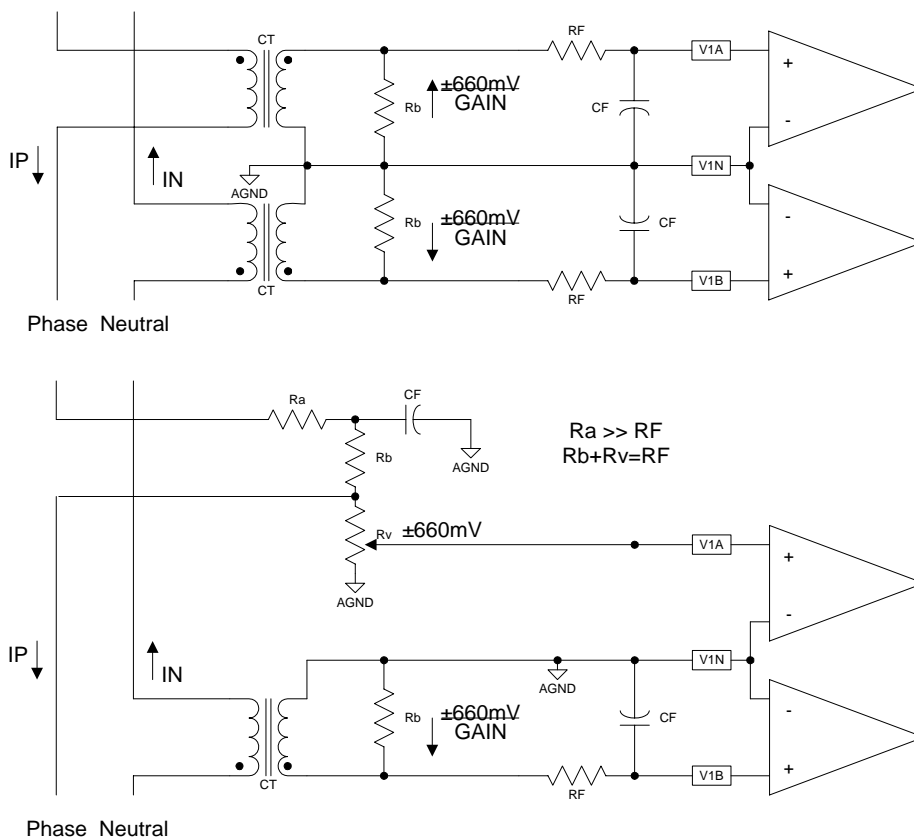 CT
RF
V1A
+
Rb
±660mV
GAIN
CF
-
IP
IN
AGND
V1N
Rb
±660mV
GAIN
CF
-
CT
RF
V1B
+
Phase Neutral
Ra
CF
Ra >> RF
Rb+Rv=RF
Rb
AGND
Rv
±660mV
V1A
+
AGND
-
IP
IN
V1N
AGND
Rb
±660mV
GAIN
CF
-
CT
RF
V1B
+
Phase Neutral